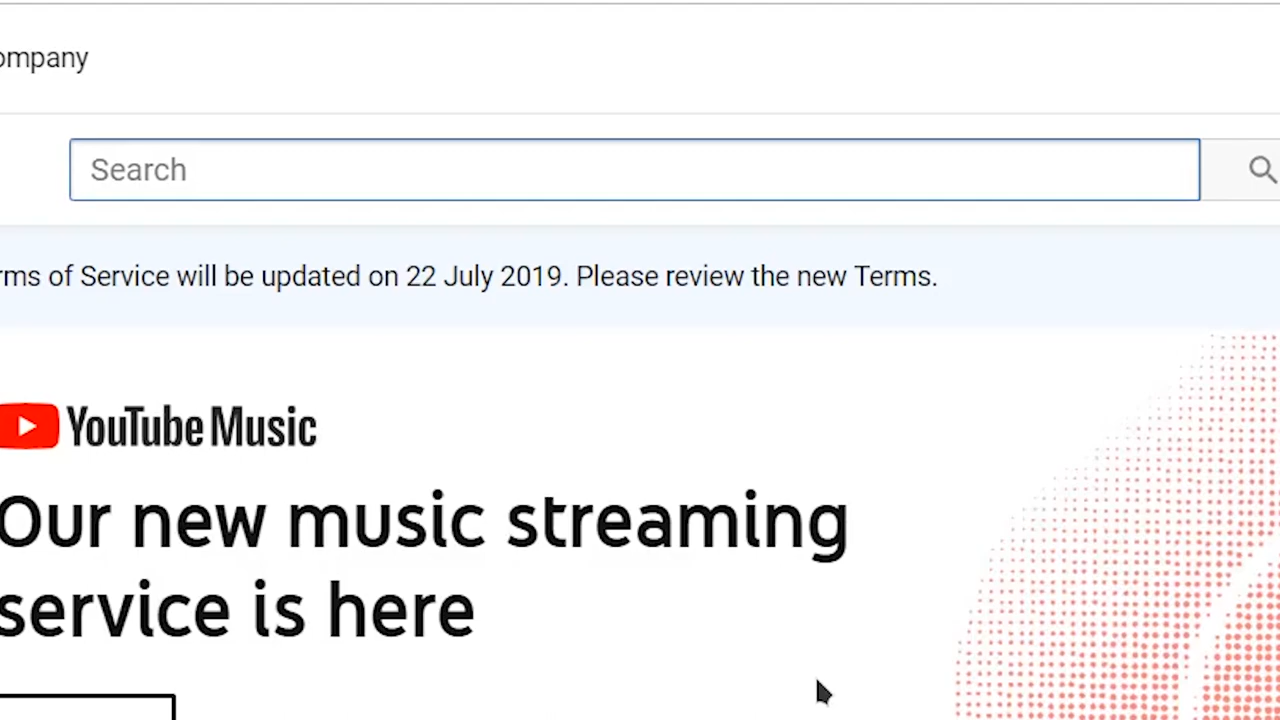 ompany
Search
rms of Service will be updated on 22 July 2019. Please review the new Terms.
YouTube Music
Our new music streaming
service is here